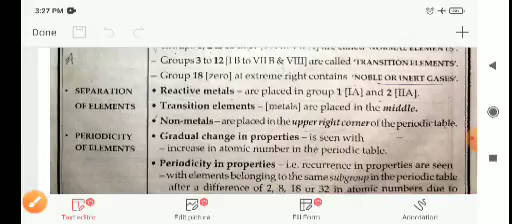 3:27 PM
Done
– Groups 3 to 12 [I B to VII B & VIII] are called 'TRANSITION ELEMENTS'.
– Group 18 [zero] at extreme right contains 'NOBLE OR INERT GASES'.
• SEPARATION OF ELEMENTS
• Reactive metals – are placed in group 1 [IA] and 2 [IIA].
• Transition elements – [metals] are placed in the middle.
• Non-metals – are placed in the upper right corner of the periodic table.
• PERIODICITY OF ELEMENTS
• Gradual change in properties – is seen with
– increase in atomic number in the periodic table.
• Periodicity in properties – i.e. recurrence in properties are seen
– with elements belonging to the same subgroup in the periodic table
after a difference of 2, 8, 18 or 32 in atomic numbers due to
Text editor
Edit picture
Fill Form
Annotation